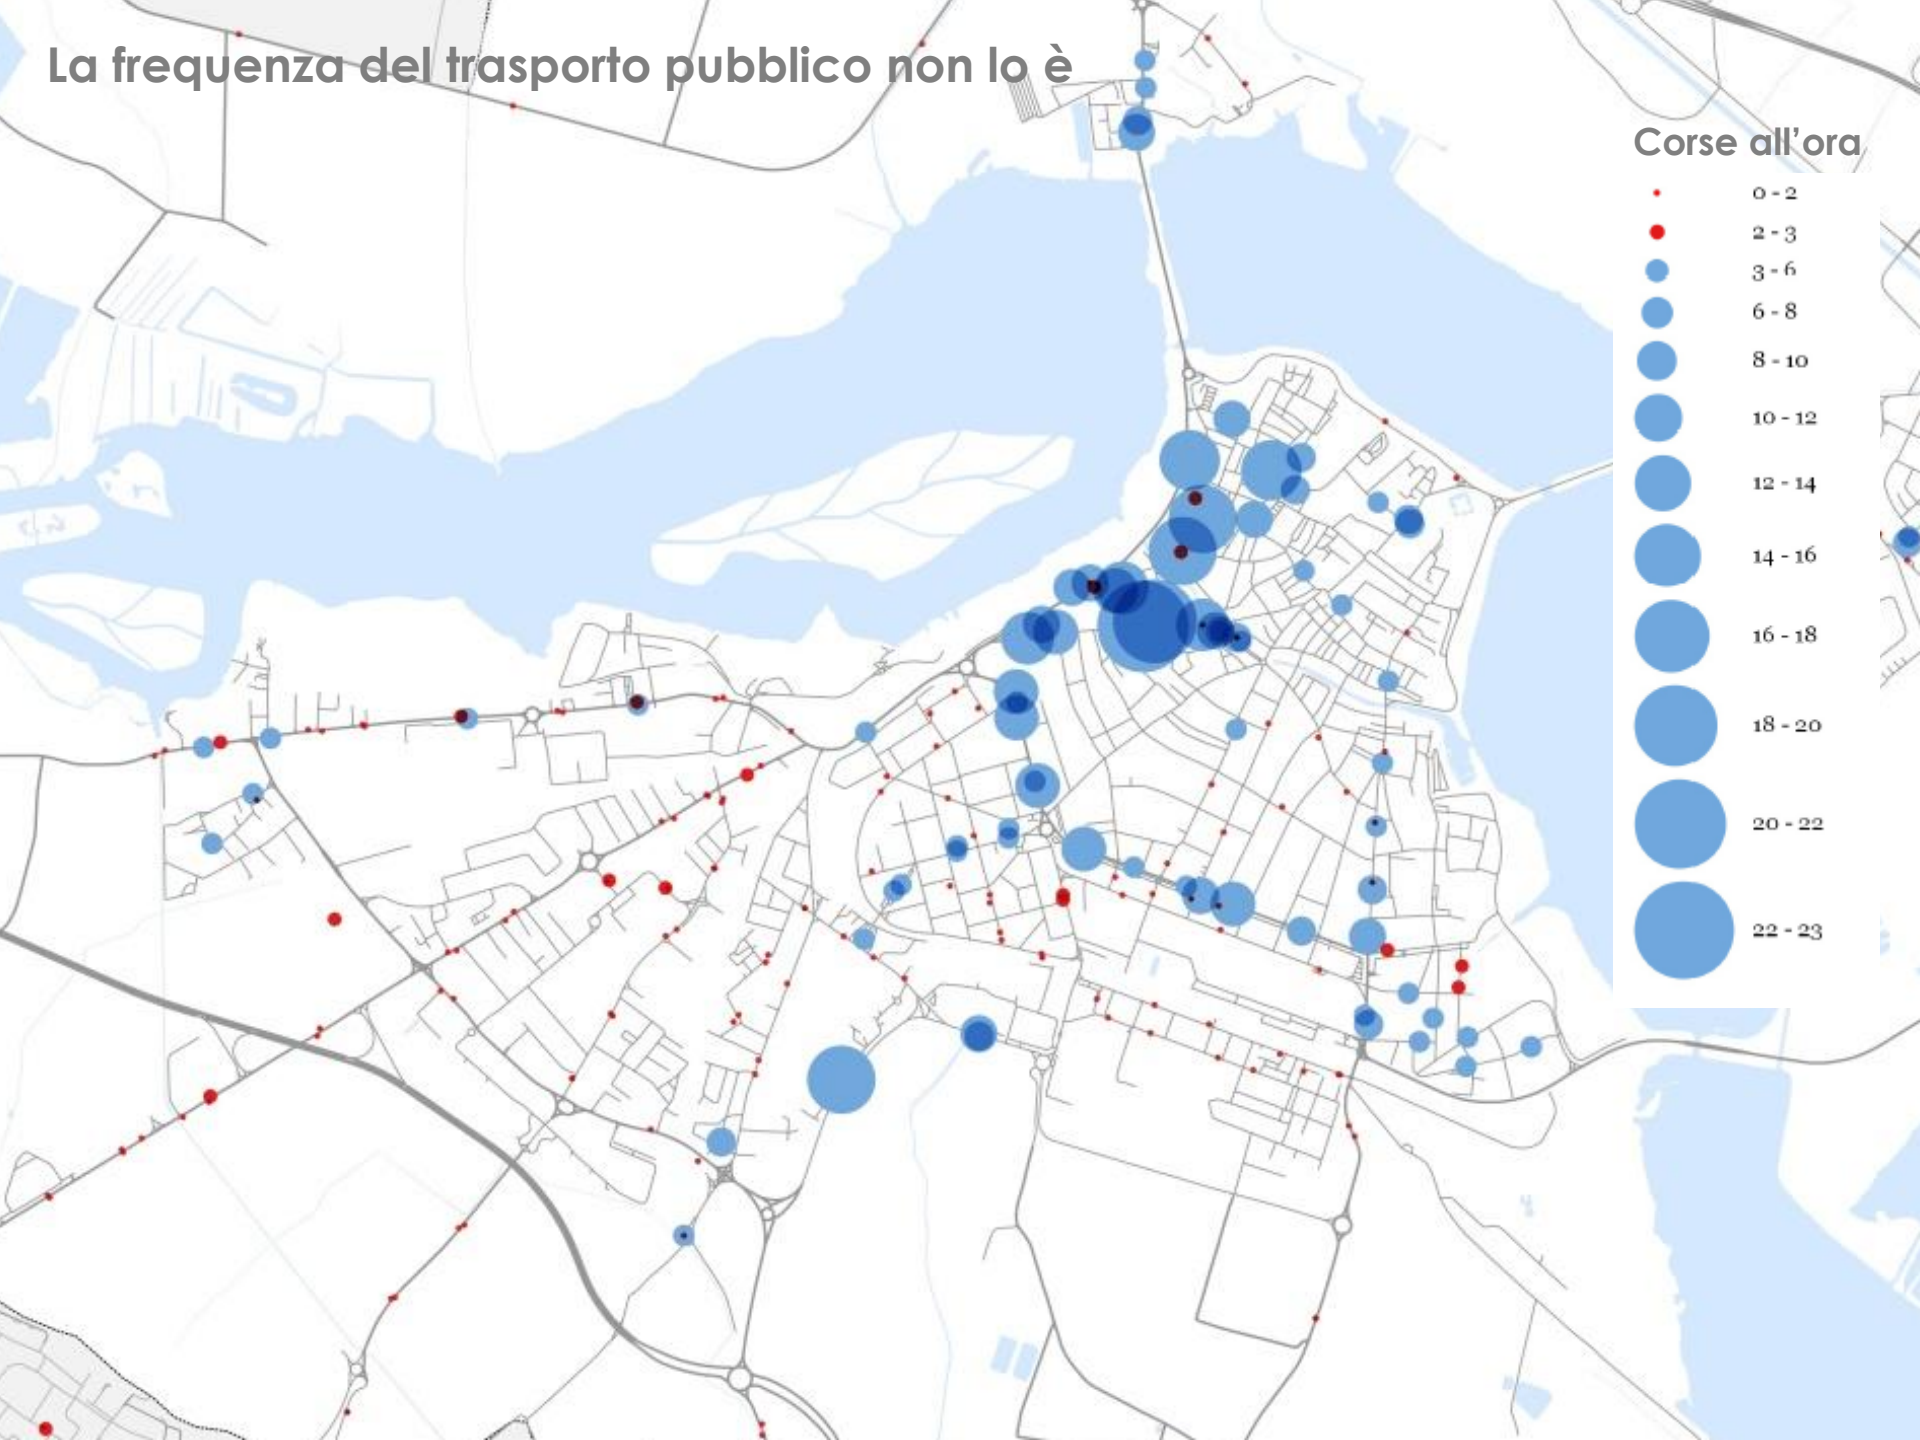 La frequenza del trasporto pubblico non lo è
Corse all’ora
0 - 2
2 - 3
3 - 6
6 - 8
8 - 10
10 - 12
12 - 14
14 - 16
16 - 18
18 - 20
20 - 22
22 - 23